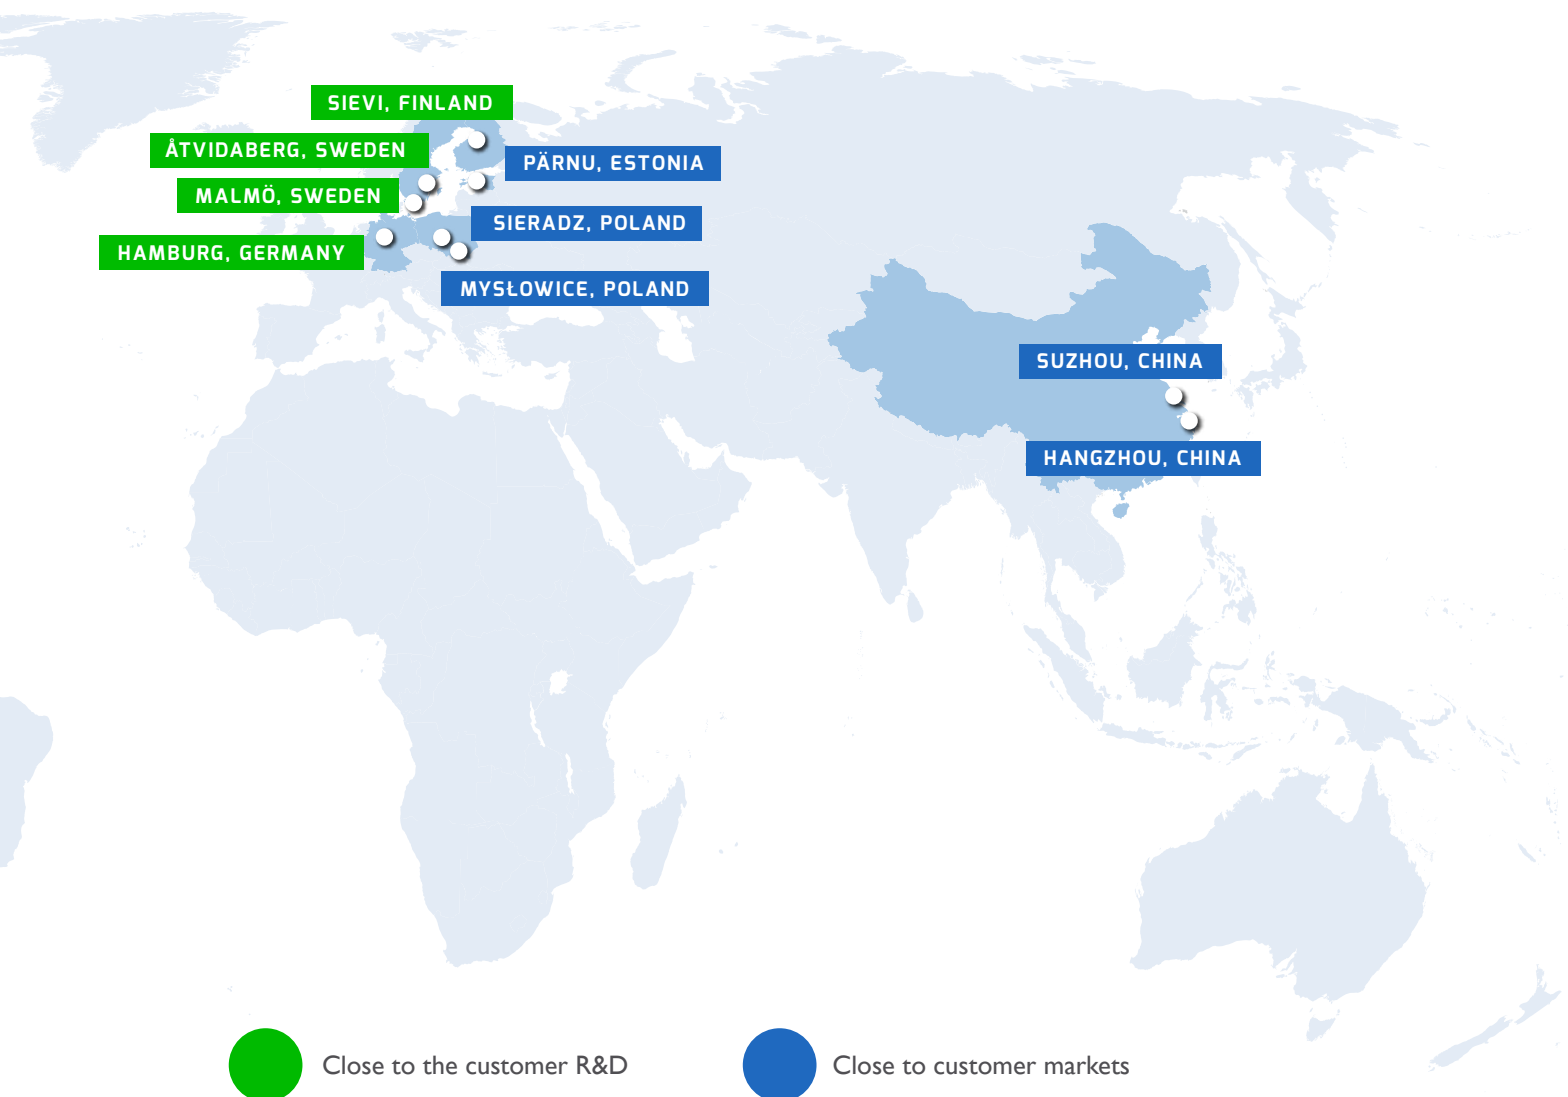 SIEVI, FINLAND
ÅTVIDABERG, SWEDEN
PÄRNU, ESTONIA
MALMÖ, SWEDEN
SIERADZ, POLAND
HAMBURG, GERMANY
MYSŁOWICE, POLAND
SUZHOU, CHINA
HANGZHOU, CHINA
Close to the customer R&D
Close to customer markets